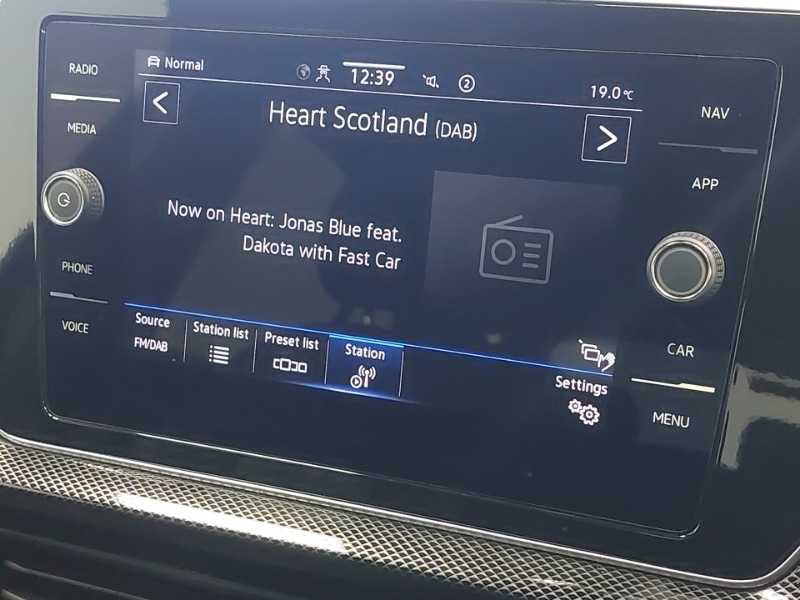 RADIO
MEDIA
PHONE
VOICE
Normal
12:39
2
19.0°C
Heart Scotland (DAB)
Now on Heart: Jonas Blue feat.
Dakota with Fast Car
Source
FM/DAB
Station list
Preset list
Station
Settings
NAV
APP
CAR
MENU